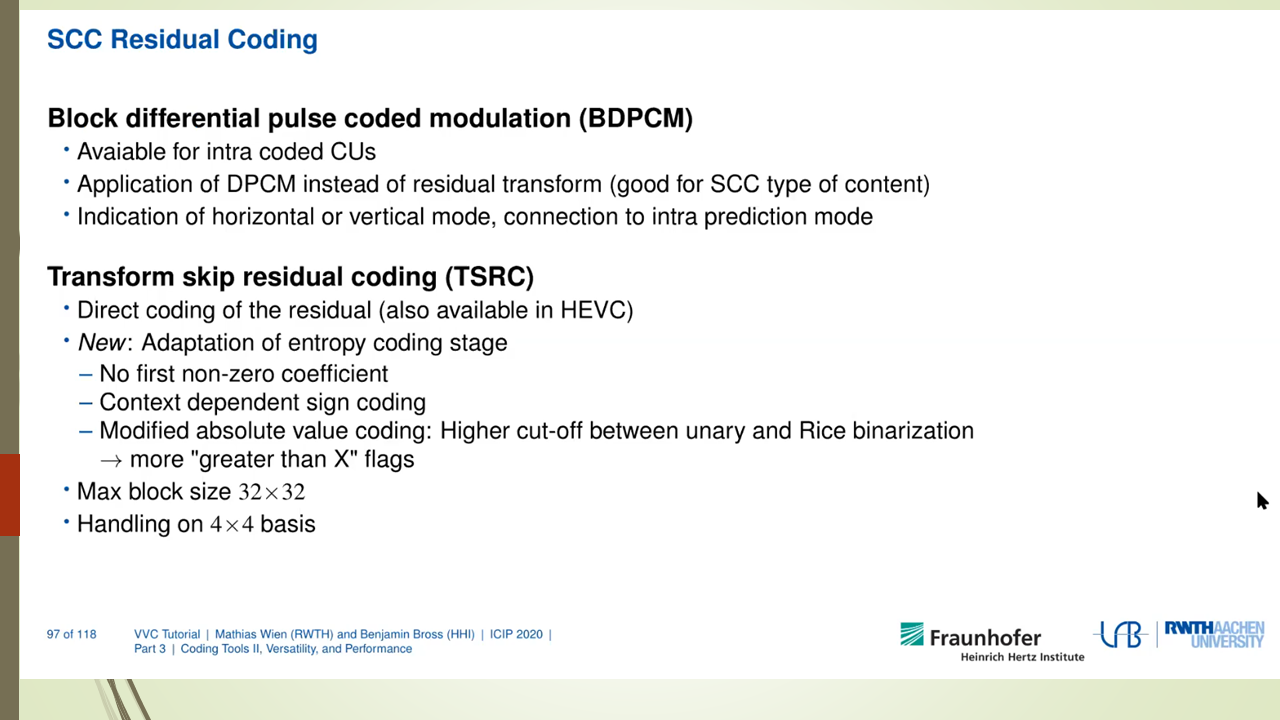 SCC Residual Coding
Block differential pulse coded modulation (BDPCM)
• Avaiable for intra coded CUs
• Application of DPCM instead of residual transform (good for SCC type of content)
• Indication of horizontal or vertical mode, connection to intra prediction mode
Transform skip residual coding (TSRC)
• Direct coding of the residual (also available in HEVC)
• New: Adaptation of entropy coding stage
– No first non-zero coefficient
– Context dependent sign coding
– Modified absolute value coding: Higher cut-off between unary and Rice binarization
→ more "greater than X" flags
• Max block size 32×32
• Handling on 4×4 basis
97 of 118
VVC Tutorial | Mathias Wien (RWTH) and Benjamin Bross (HHI) | ICIP 2020 |
Part 3 | Coding Tools II, Versatility, and Performance
Fraunhofer
Heinrich Hertz Institute
LFB
RWTHAACHEN
UNIVERSITY